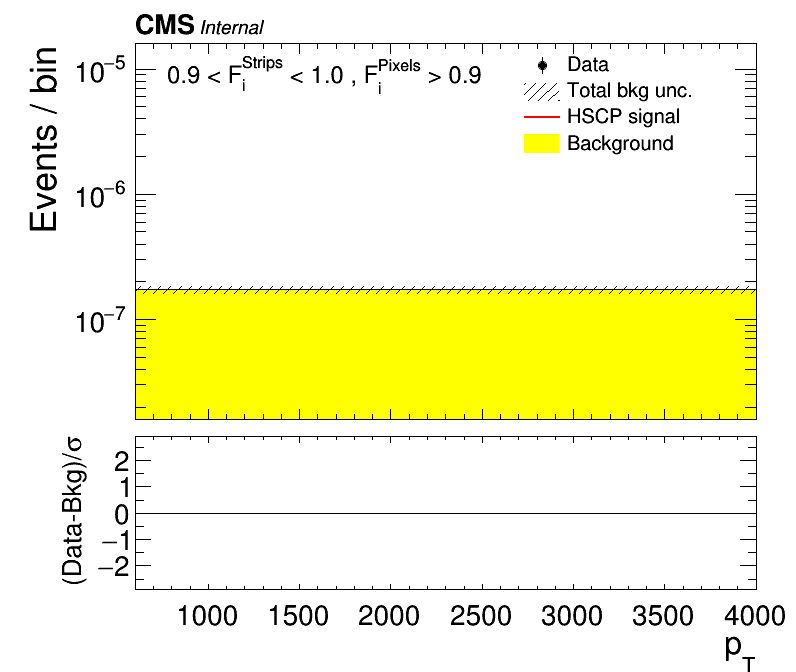 CMS Internal
Events / bin
10⁻⁵
10⁻⁶
10⁻⁷
0.9 < F_i^Strips < 1.0 , F_i^Pixels > 0.9
Data
Total bkg unc.
HSCP signal
Background
(Data-Bkg)/σ
2
1
0
−1
−2
1000 1500 2000 2500 3000 3500 4000
p_T